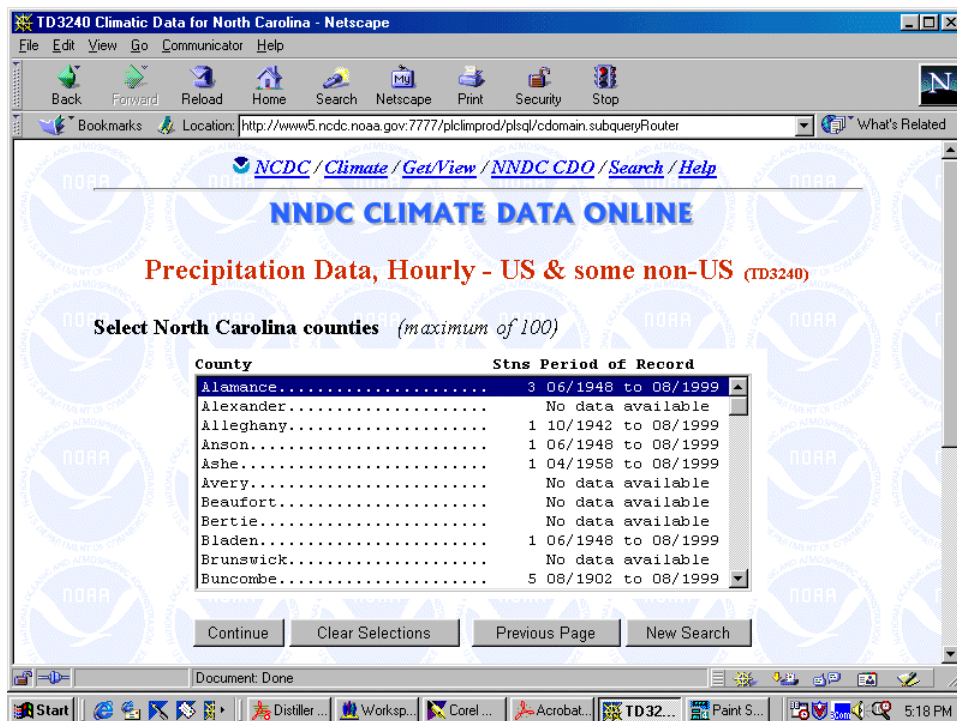 TD3240 Climatic Data for North Carolina - Netscape
File Edit View Go Communicator Help
Back Forward Reload Home Search Netscape Print Security Stop
Bookmarks Location: http://www5.ncdc.noaa.gov:7777/plclimprod/plsql/cdomain.subqueryRouter What's Related
NCDC / Climate / Get/View / NNDC CDO / Search / Help
NNDC CLIMATE DATA ONLINE
Precipitation Data, Hourly - US & some non-US (TD3240)
Select North Carolina counties (maximum of 100)
County Stns Period of Record
Alamance...................... 3 06/1948 to 08/1999
Alexander..................... No data available
Alleghany..................... 1 10/1942 to 08/1999
Anson......................... 1 06/1948 to 08/1999
Ashe.......................... 1 04/1958 to 08/1999
Avery......................... No data available
Beaufort...................... No data available
Bertie........................ No data available
Bladen........................ 1 06/1948 to 08/1999
Brunswick..................... No data available
Buncombe...................... 5 08/1902 to 08/1999
Continue Clear Selections Previous Page New Search
Document: Done
Start Distiller ... Worksp... Corel ... Acrobat... TD32... Paint S... 5:18 PM